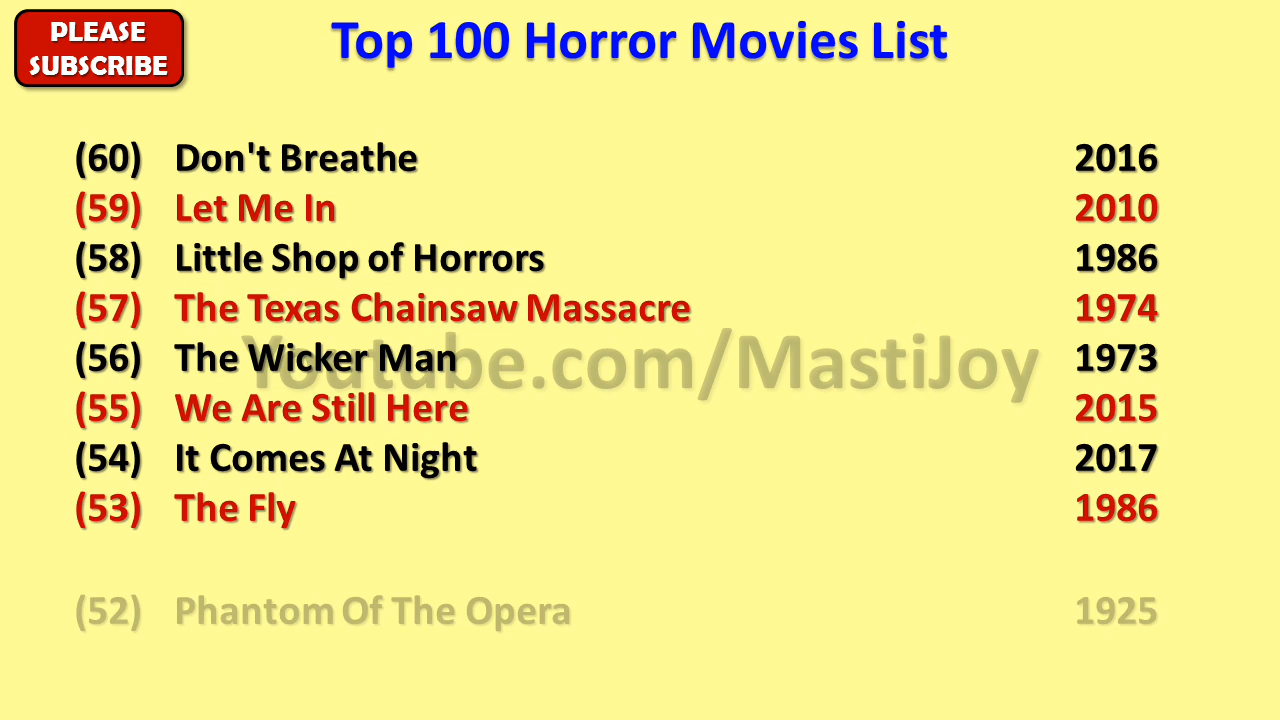 PLEASE
SUBSCRIBE
Top 100 Horror Movies List
(60) Don't Breathe 2016
(59) Let Me In 2010
(58) Little Shop of Horrors 1986
(57) The Texas Chainsaw Massacre 1974
Youtube.com/MastiJoy
(56) The Wicker Man 1973
(55) We Are Still Here 2015
(54) It Comes At Night 2017
(53) The Fly 1986
(52) Phantom Of The Opera 1925